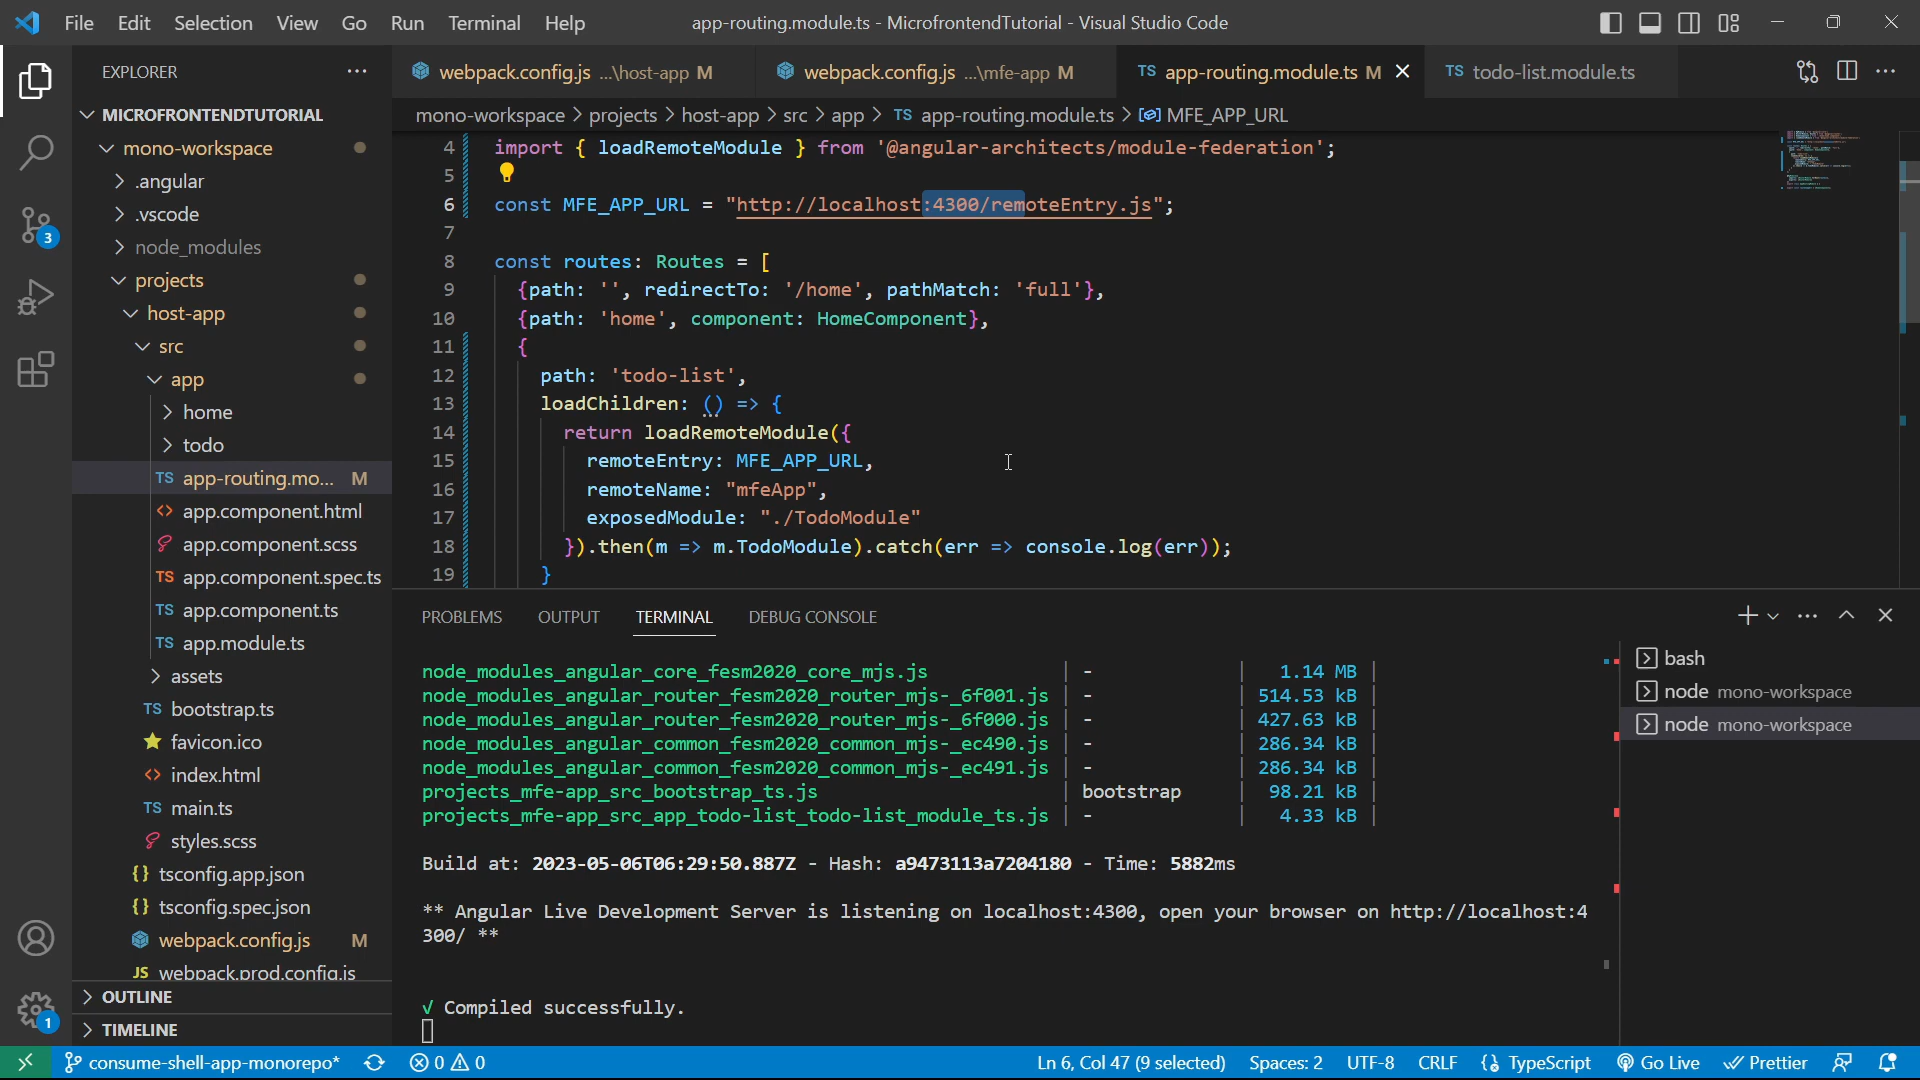 File Edit Selection View Go Run Terminal Help
app-routing.module.ts - MicrofrontendTutorial - Visual Studio Code
EXPLORER
MICROFRONTENDTUTORIAL
mono-workspace
.angular
.vscode
node_modules
projects
host-app
src
app
home
todo
TS app-routing.mo... M
app.component.html
app.component.scss
TS app.component.spec.ts
TS app.component.ts
TS app.module.ts
assets
TS bootstrap.ts
favicon.ico
index.html
TS main.ts
styles.scss
{} tsconfig.app.json
{} tsconfig.spec.json
webpack.config.js M
JS webpack.prod.config.js
OUTLINE
TIMELINE
3
1
webpack.config.js ...\host-app M
webpack.config.js ...\mfe-app M
TS app-routing.module.ts M
TS todo-list.module.ts
mono-workspace > projects > host-app > src > app > TS app-routing.module.ts > MFE_APP_URL
4 import { loadRemoteModule } from '@angular-architects/module-federation';
5
6 const MFE_APP_URL = "http://localhost:4300/remoteEntry.js";
7
8 const routes: Routes = [
9 {path: '', redirectTo: '/home', pathMatch: 'full'},
10 {path: 'home', component: HomeComponent},
11 {
12 path: 'todo-list',
13 loadChildren: () => {
14 return loadRemoteModule({
15 remoteEntry: MFE_APP_URL,
16 remoteName: "mfeApp",
17 exposedModule: "./TodoModule"
18 }).then(m => m.TodoModule).catch(err => console.log(err));
19 }
PROBLEMS OUTPUT TERMINAL DEBUG CONSOLE
node_modules_angular_core_fesm2020_core_mjs.js | - | 1.14 MB |
node_modules_angular_router_fesm2020_router_mjs-_6f001.js | - | 514.53 kB |
node_modules_angular_router_fesm2020_router_mjs-_6f000.js | - | 427.63 kB |
node_modules_angular_common_fesm2020_common_mjs-_ec490.js | - | 286.34 kB |
node_modules_angular_common_fesm2020_common_mjs-_ec491.js | - | 286.34 kB |
projects_mfe-app_src_bootstrap_ts.js | bootstrap | 98.21 kB |
projects_mfe-app_src_app_todo-list_todo-list_module_ts.js | - | 4.33 kB |
Build at: 2023-05-06T06:29:50.887Z - Hash: a9473113a7204180 - Time: 5882ms
** Angular Live Development Server is listening on localhost:4300, open your browser on http://localhost:4
300/ **
√ Compiled successfully.
bash
node mono-workspace
node mono-workspace
consume-shell-app-monorepo* 0 0 Ln 6, Col 47 (9 selected) Spaces: 2 UTF-8 CRLF {} TypeScript Go Live Prettier